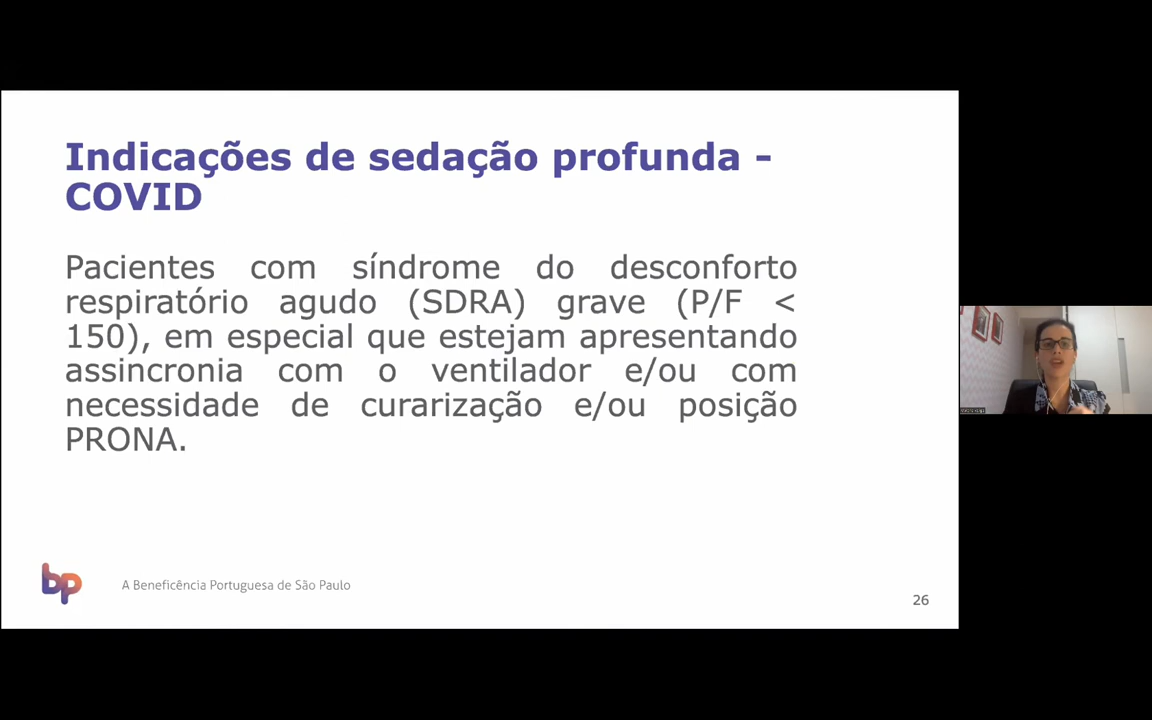 Indicações de sedação profunda -
COVID
Pacientes com síndrome do desconforto
respiratório agudo (SDRA) grave (P/F <
150), em especial que estejam apresentando
assincronia com o ventilador e/ou com
necessidade de curarização e/ou posição
PRONA.
bp
A Beneficência Portuguesa de São Paulo
26